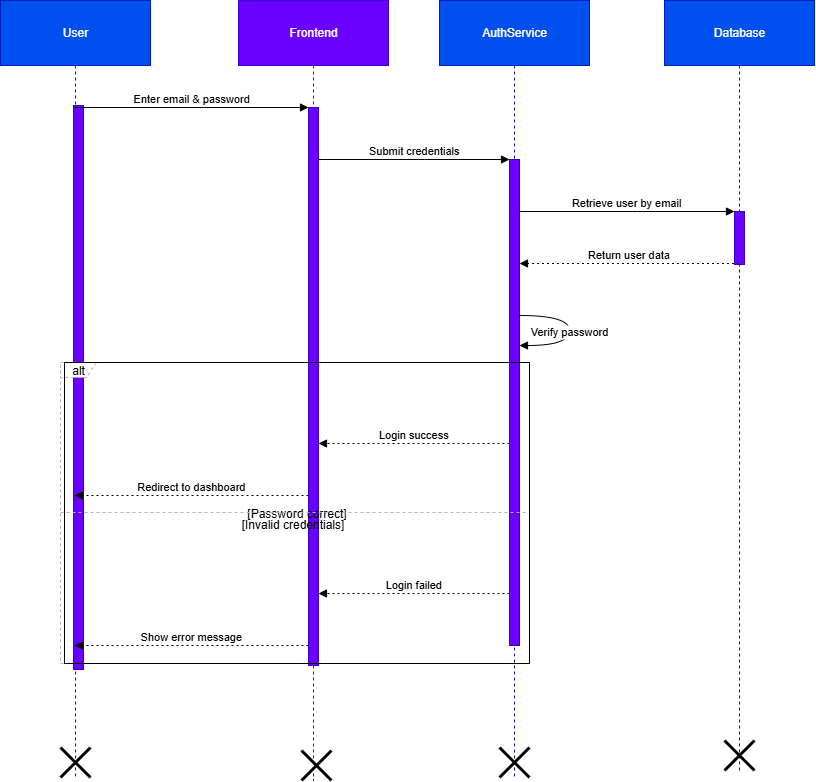 User
Frontend
AuthService
Database
Enter email & password
Submit credentials
Retrieve user by email
Return user data
Verify password
alt
Login success
Redirect to dashboard
[Password correct]
[Invalid credentials]
Login failed
Show error message